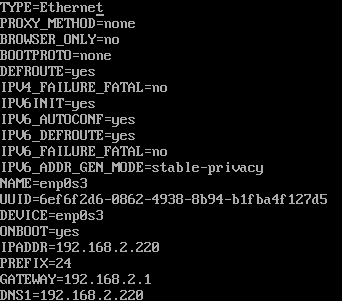 TYPE=Ethernet
PROXY_METHOD=none
BROWSER_ONLY=no
BOOTPROTO=none
DEFROUTE=yes
IPV4_FAILURE_FATAL=no
IPV6INIT=yes
IPV6_AUTOCONF=yes
IPV6_DEFROUTE=yes
IPV6_FAILURE_FATAL=no
IPV6_ADDR_GEN_MODE=stable-privacy
NAME=enp0s3
UUID=6ef6f2d6-0862-4938-8b94-b1fba4f127d5
DEVICE=enp0s3
ONBOOT=yes
IPADDR=192.168.2.220
PREFIX=24
GATEWAY=192.168.2.1
DNS1=192.168.2.220